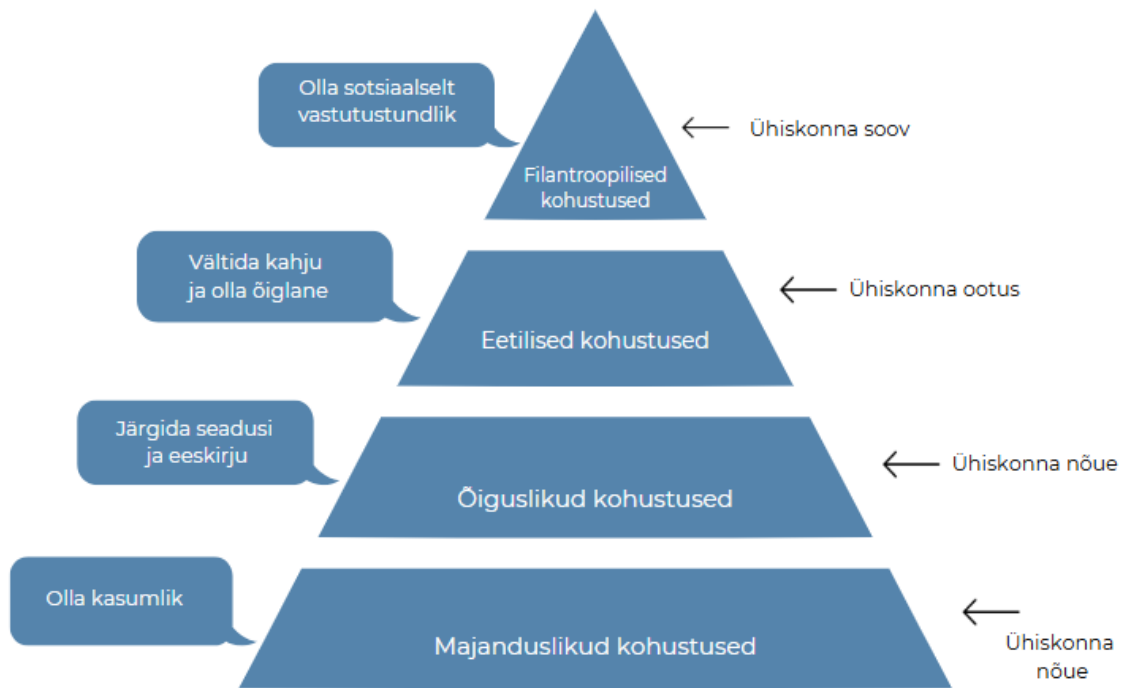 Olla sotsiaalselt
vastutustundlik
Ühiskonna soov
Filantroopilised
kohustused
Vältida kahju
ja olla õiglane
Ühiskonna ootus
Eetilised kohustused
Järgida seadusi
ja eeskirju
Ühiskonna nõue
Õiguslikud kohustused
Olla kasumlik
Majanduslikud kohustused
Ühiskonna
nõue